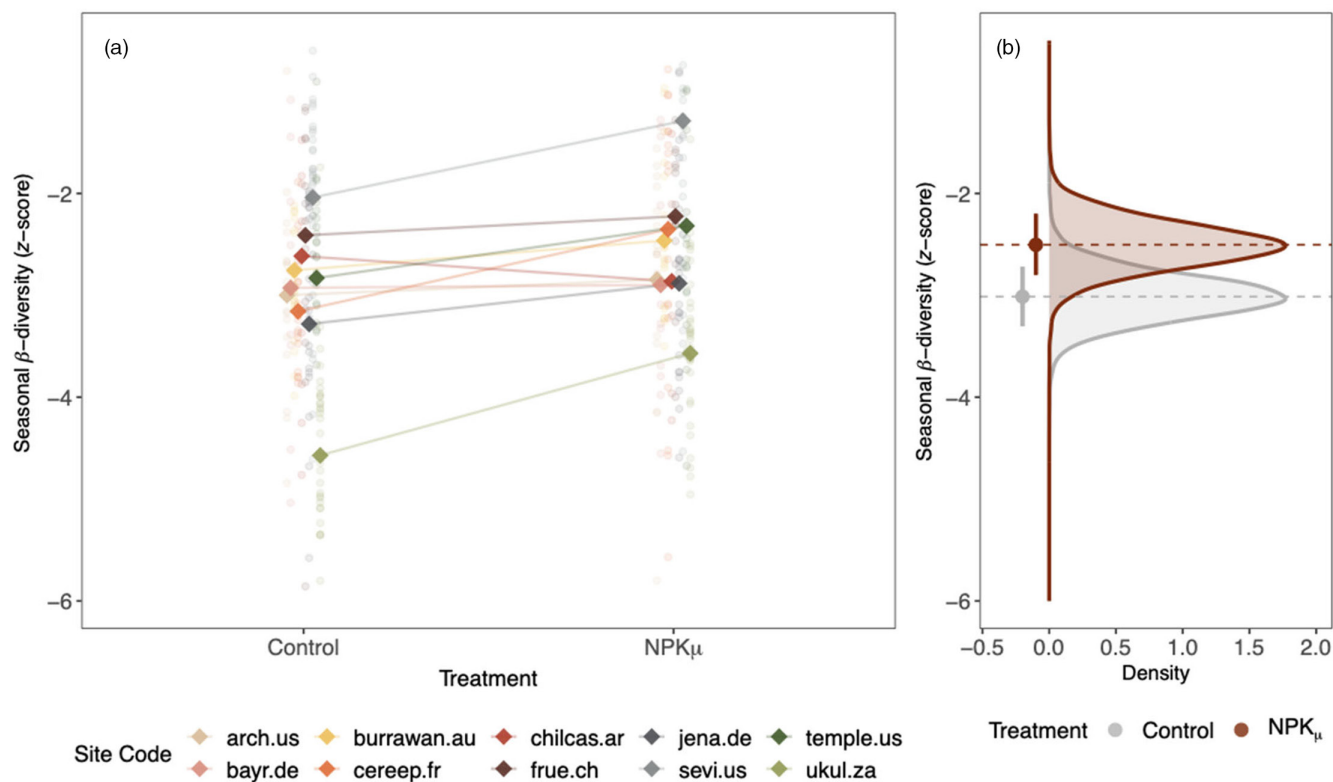 (a)
Seasonal β-diversity (z-score)
−2
−4
−6
Control
NPKμ
Treatment
(b)
Seasonal β-diversity (z-score)
−2
−4
−6
−0.5 0.0 0.5 1.0 1.5 2.0
Density
Site Code
arch.us burrawan.au chilcas.ar jena.de temple.us
bayr.de cereep.fr frue.ch sevi.us ukul.za
Treatment Control NPKμ